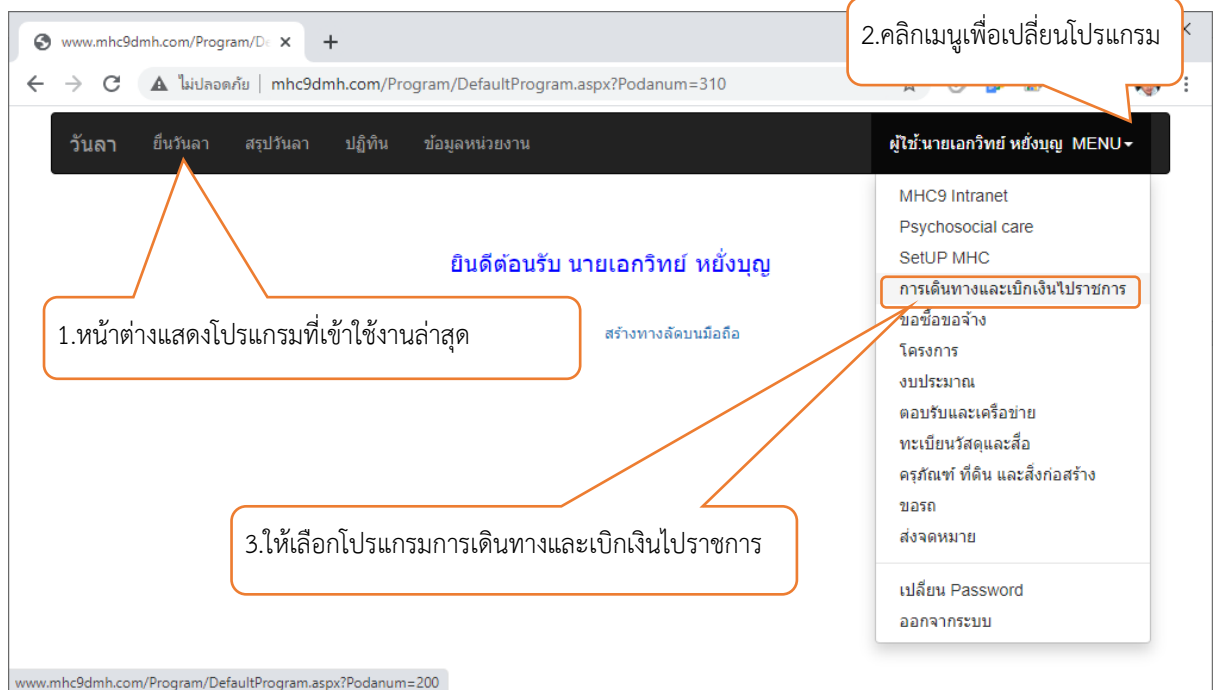 www.mhc9dmh.com/Program/De
2.คลิกเมนูเพื่อเปลี่ยนโปรแกรม
ไม่ปลอดภัย | mhc9dmh.com/Program/DefaultProgram.aspx?Podanum=310
วันลา ยื่นวันลา สรุปวันลา ปฏิทิน ข้อมูลหน่วยงาน ผู้ใช้:นายเอกวิทย์ หยั่งบุญ MENU
MHC9 Intranet
Psychosocial care
SetUP MHC
การเดินทางและเบิกเงินไปราชการ
ขอซื้อขอจ้าง
โครงการ
งบประมาณ
ตอบรับและเครือข่าย
ทะเบียนวัสดุและสื่อ
ครุภัณฑ์ ที่ดิน และสิ่งก่อสร้าง
ขอรถ
ส่งจดหมาย
เปลี่ยน Password
ออกจากระบบ
ยินดีต้อนรับ นายเอกวิทย์ หยั่งบุญ
1.หน้าต่างแสดงโปรแกรมที่เข้าใช้งานล่าสุด
สร้างทางลัดบนมือถือ
3.ให้เลือกโปรแกรมการเดินทางและเบิกเงินไปราชการ
www.mhc9dmh.com/Program/DefaultProgram.aspx?Podanum=200